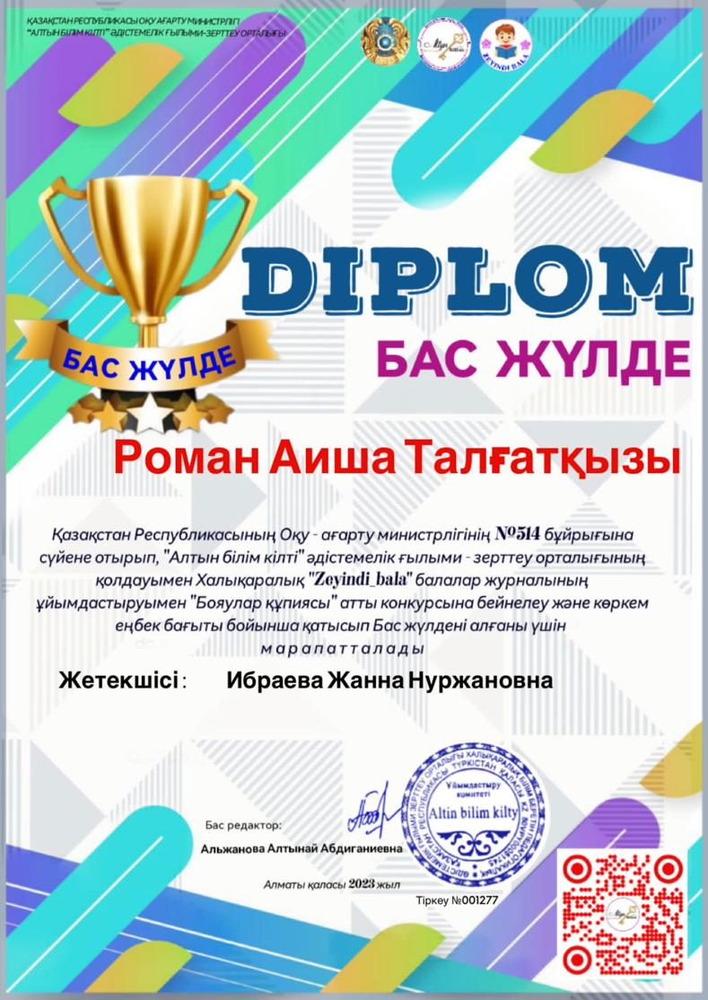 ҚАЗАҚСТАН РЕСПУБЛИКАСЫ ОҚУ АҒАРТУ МИНИСТРЛІГІ
"АЛТЫН БІЛІМ КІЛТІ" ӘДІСТЕМЕЛІК ҒЫЛЫМИ-ЗЕРТТЕУ ОРТАЛЫҒЫ
Altyn
ZEYINDI BALA
DIPLOM
БАС ЖҮЛДЕ
БАС ЖҮЛДЕ
Роман Аиша Талғатқызы
Қазақстан Республикасының Оқу - ағарту министрлігінің №514 бұйрығына
сүйене отырып, "Алтын білім кілті" әдістемелік ғылыми - зерттеу орталығының
қолдауымен Халықаралық "Zeyindi_bala" балалар журналының
ұйымдастыруымен "Бояулар құпиясы" атты конкурсына бейнелеу және көркем
еңбек бағыты бойынша қатысып Бас жүлдені алғаны үшін
марапатталады
Жетекшісі : Ибраева Жанна Нуржановна
Ұйымдастыру
комитеті
Altin bilim kilty
Бас редактор:
Альжанова Алтынай Абдиганиевна
Алматы қаласы 2023 жыл
Тіркеу №001277